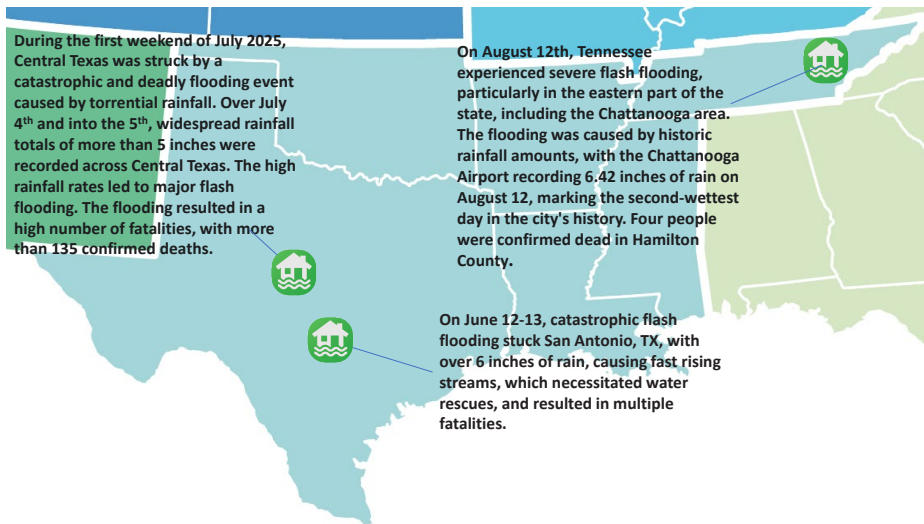 During the first weekend of July 2025,
Central Texas was struck by a
catastrophic and deadly flooding event
caused by torrential rainfall. Over July
4th and into the 5th, widespread rainfall
totals of more than 5 inches were
recorded across Central Texas. The high
rainfall rates led to major flash
flooding. The flooding resulted in a
high number of fatalities, with more
than 135 confirmed deaths.
On August 12th, Tennessee
experienced severe flash flooding,
particularly in the eastern part of the
state, including the Chattanooga area.
The flooding was caused by historic
rainfall amounts, with the Chattanooga
Airport recording 6.42 inches of rain on
August 12, marking the second-wettest
day in the city's history. Four people
were confirmed dead in Hamilton
County.
On June 12-13, catastrophic flash
flooding stuck San Antonio, TX, with
over 6 inches of rain, causing fast rising
streams, which necessitated water
rescues, and resulted in multiple
fatalities.